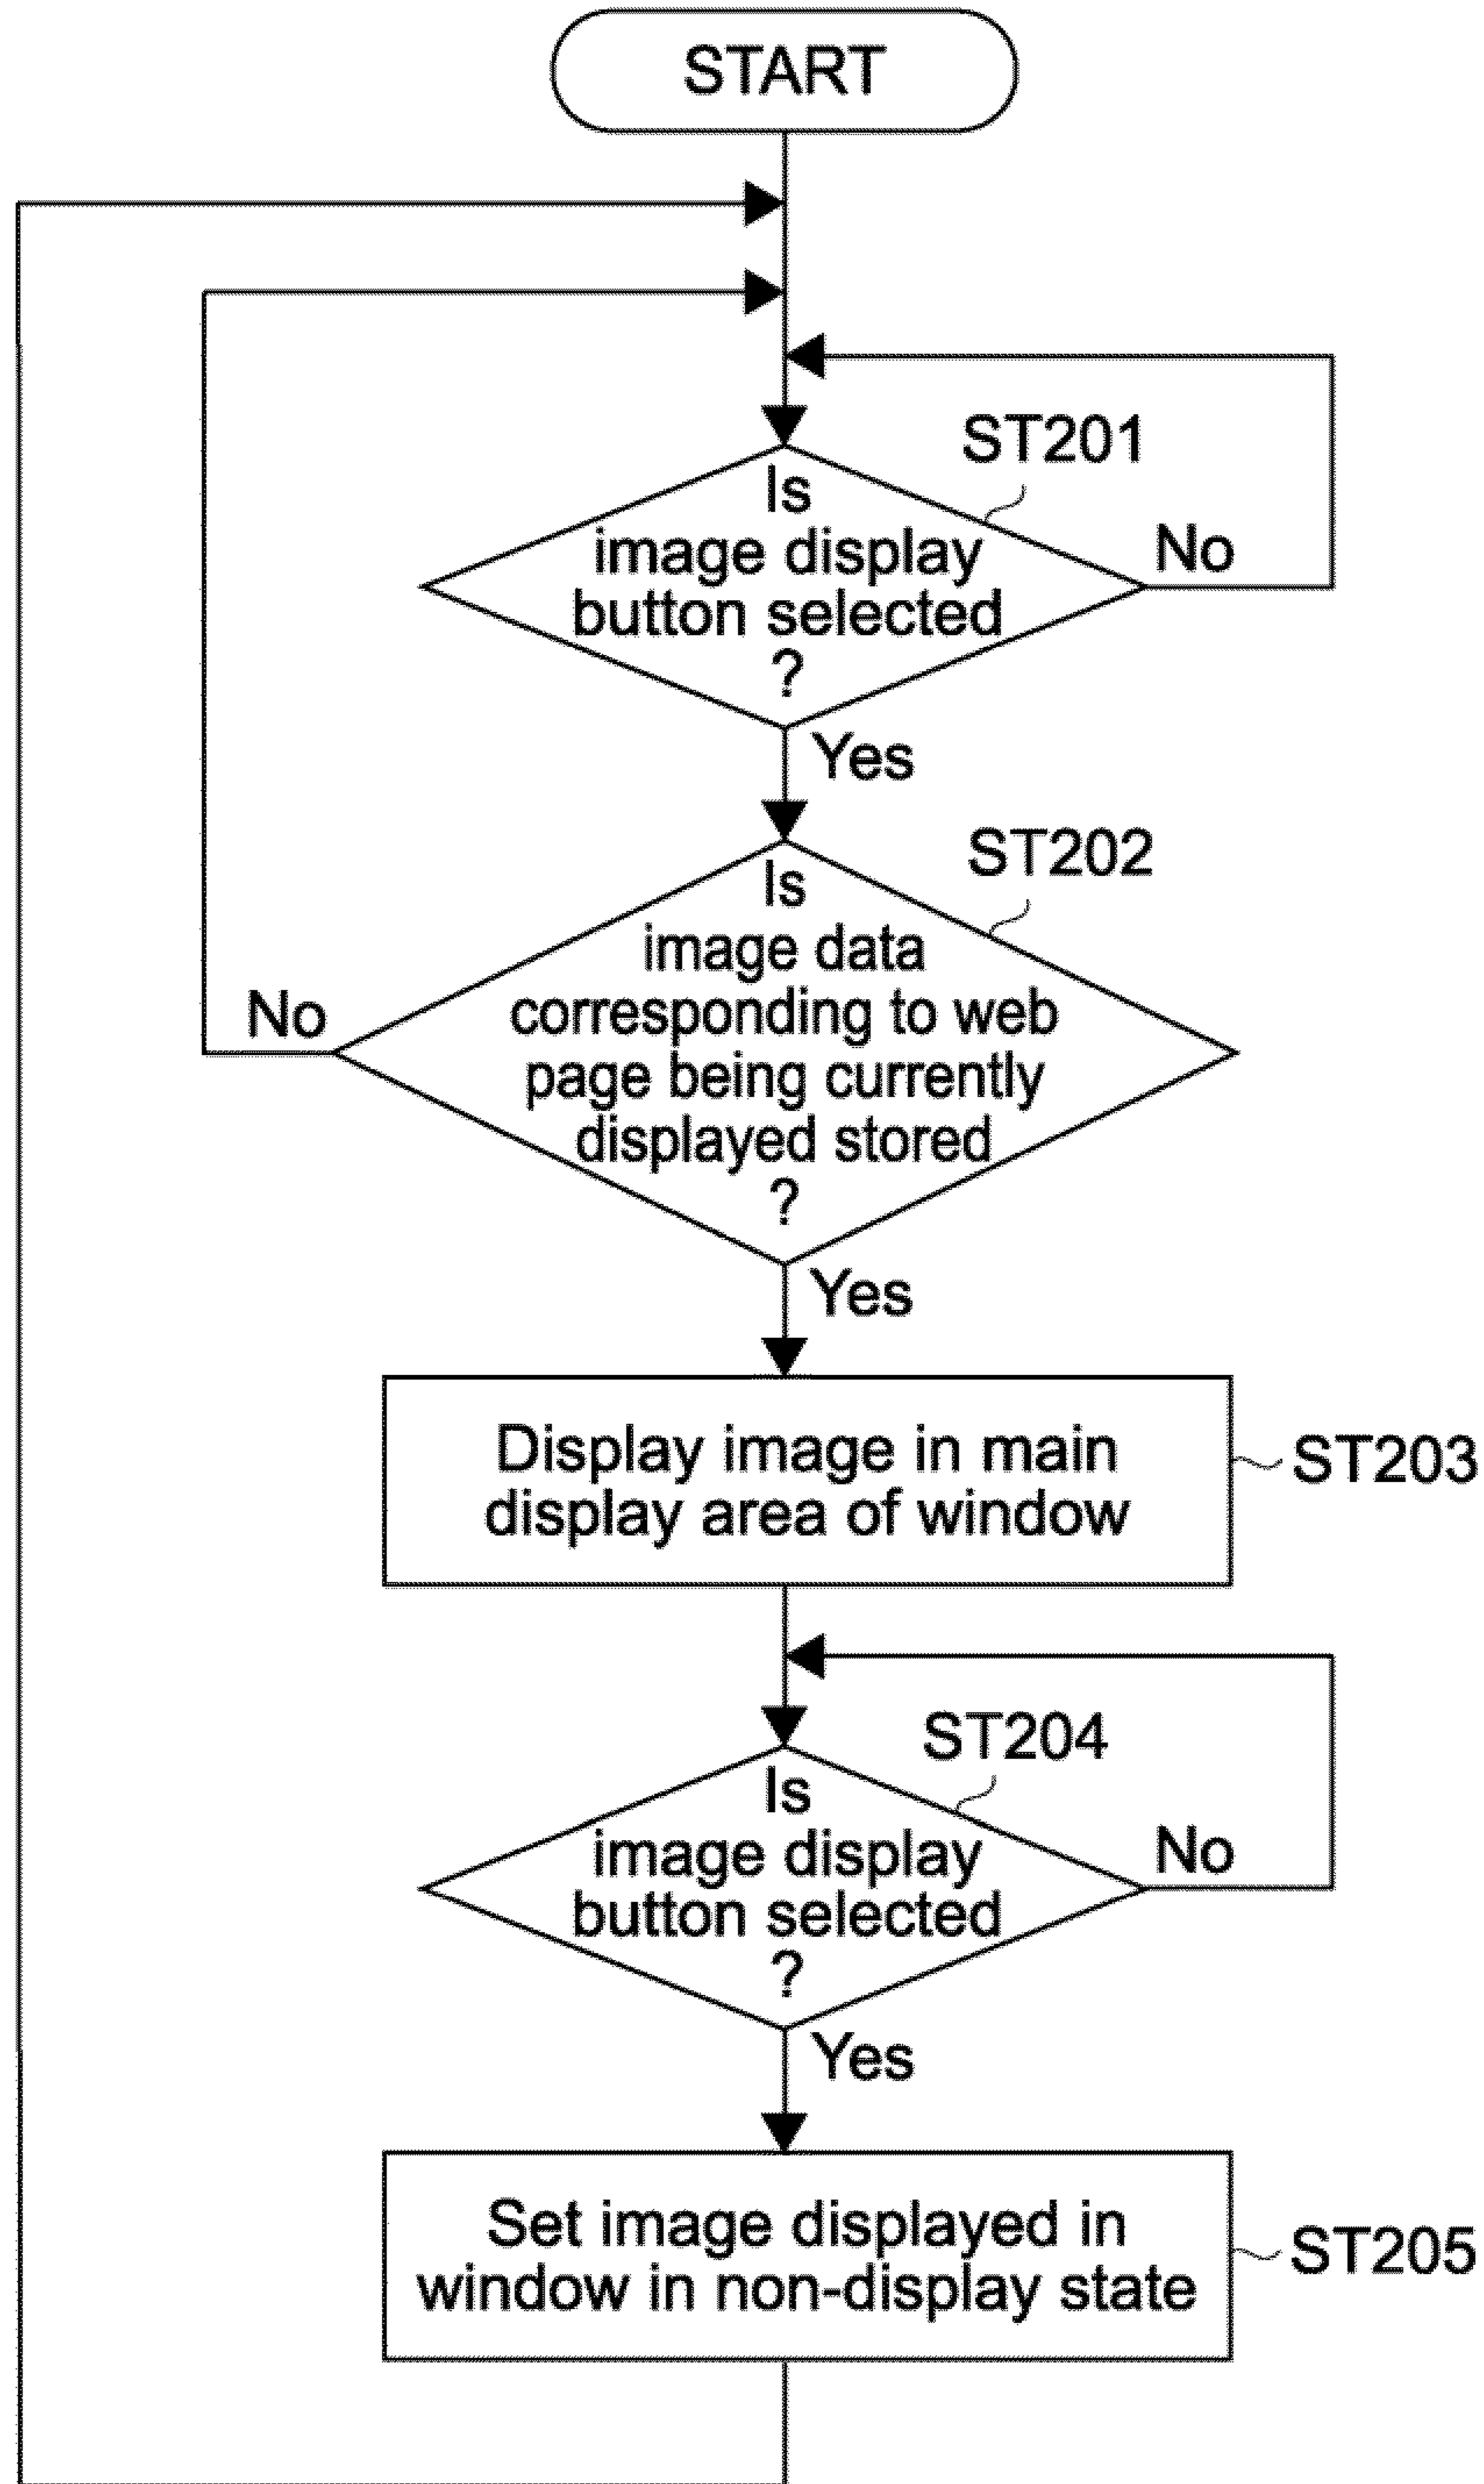 START
ST201
Is
image display
button selected
?
No
Yes
ST202
Is
image data
corresponding to web
page being currently
displayed stored
?
No
Yes
Display image in main
display area of window
ST203
ST204
Is
image display
button selected
?
No
Yes
Set image displayed in
window in non-display state
ST205